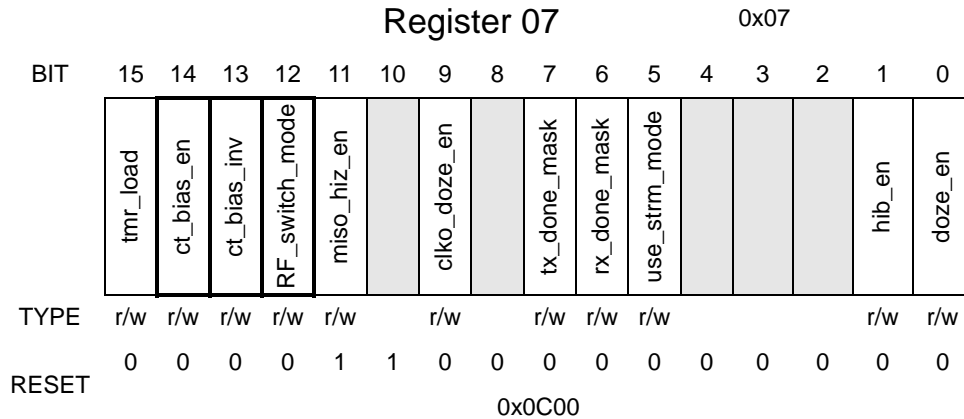 Register 07 0x07
BIT 15 14 13 12 11 10 9 8 7 6 5 4 3 2 1 0
tmr_load
ct_bias_en
ct_bias_inv
RF_switch_mode
miso_hiz_en
clko_doze_en
tx_done_mask
rx_done_mask
use_strm_mode
hib_en
doze_en
TYPE r/w r/w r/w r/w r/w r/w r/w r/w r/w r/w r/w
RESET 0 0 0 0 1 1 0 0 0 0 0 0 0 0 0 0
0x0C00